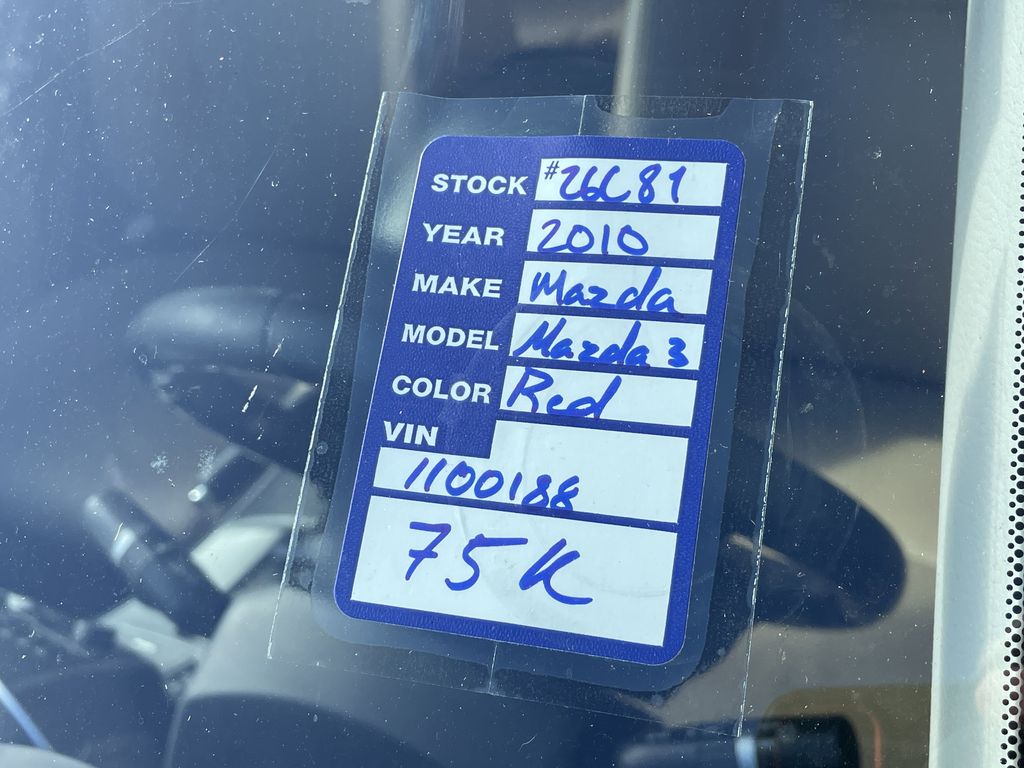 STOCK #26C81
YEAR 2010
MAKE Mazda
MODEL Mazda 3
COLOR Red
VIN
1100188
75K